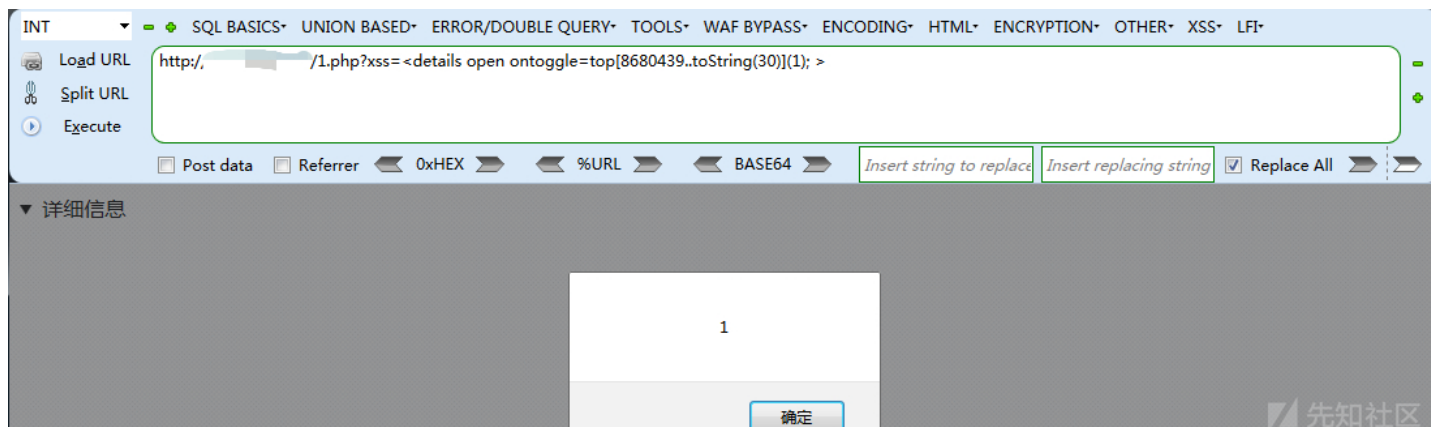 INT SQL BASICS UNION BASED ERROR/DOUBLE QUERY TOOLS WAF BYPASS ENCODING HTML ENCRYPTION OTHER XSS LFI
Load URL http:/ /1.php?xss=<details open ontoggle=top[8680439..toString(30)](1); >
Split URL
Execute
Post data Referrer 0xHEX %URL BASE64 Insert string to replace Insert replacing string Replace All
▼ 详细信息
1
确定
先知社区